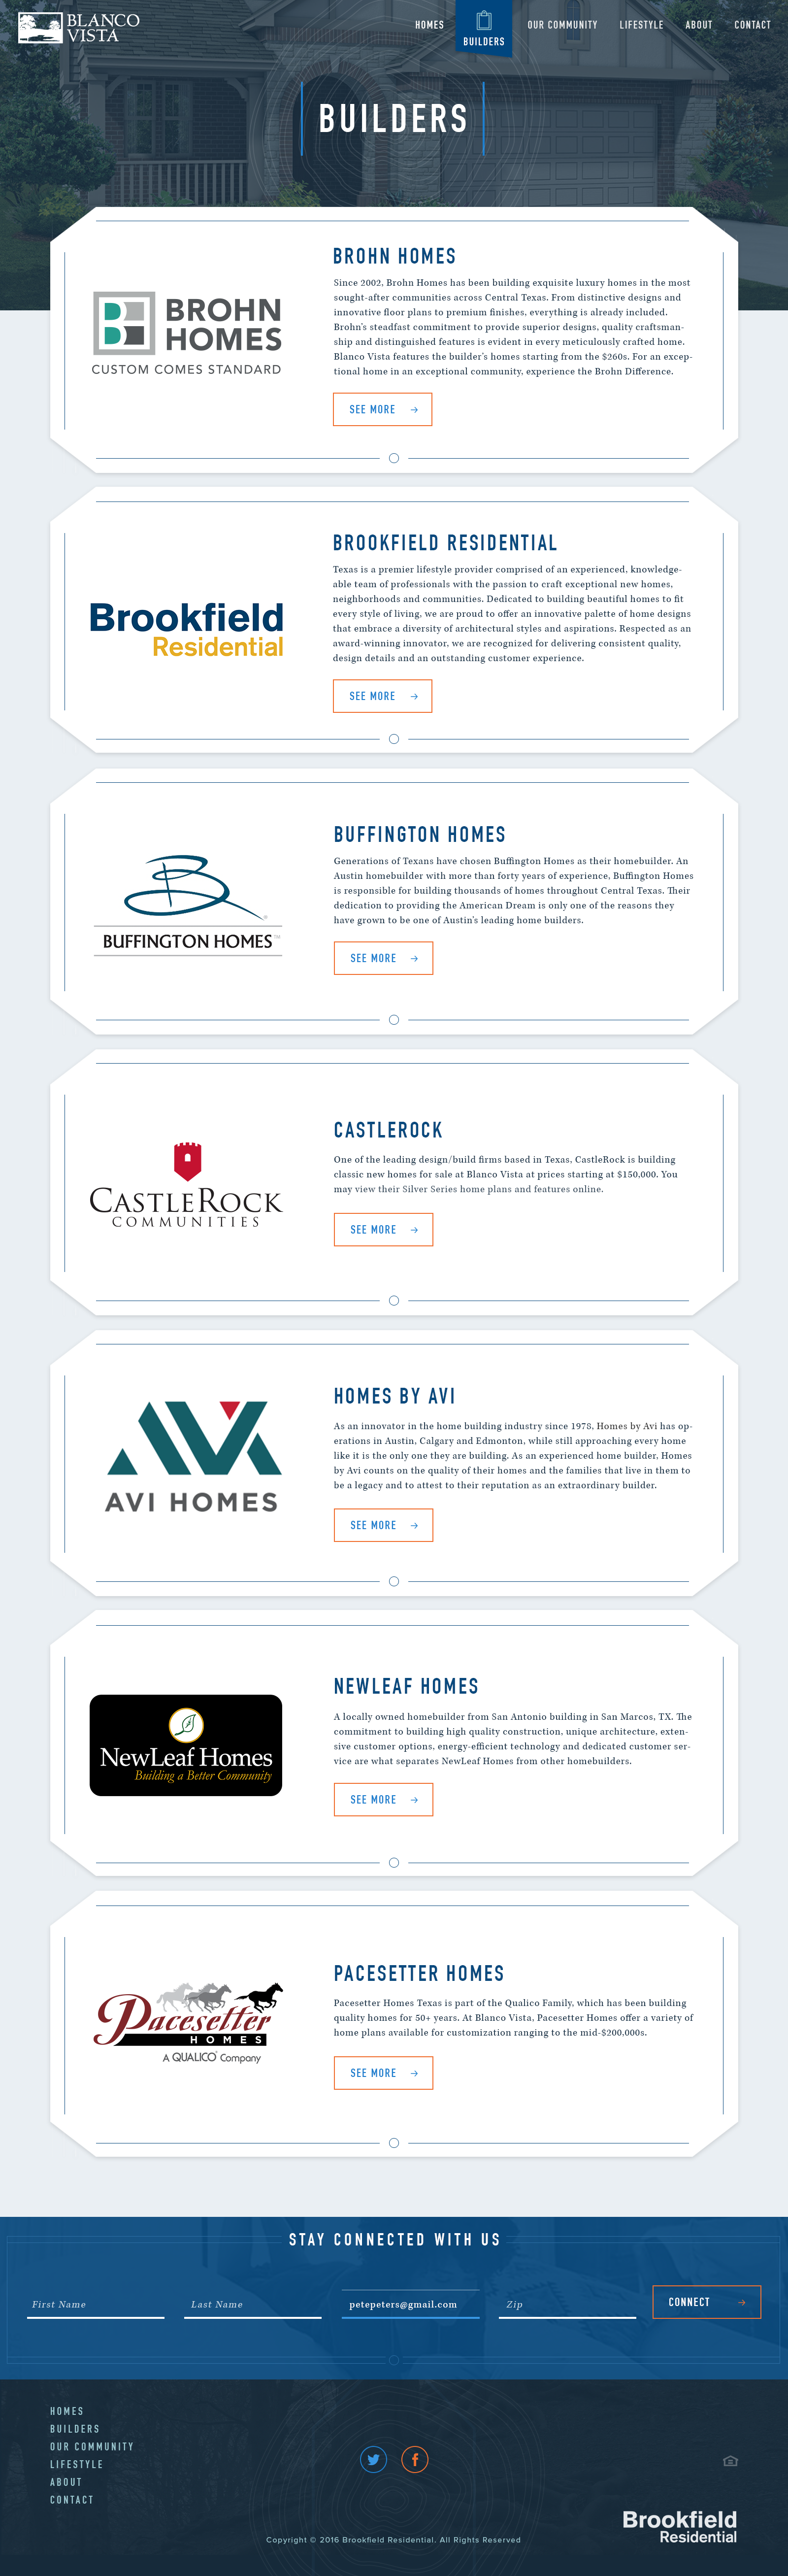 BLANCO
VISTA
HOMES
BUILDERS
OUR COMMUNITY
LIFESTYLE
ABOUT
CONTACT
BUILDERS
BROHN
HOMES
CUSTOM COMES STANDARD
BROHN HOMES
Since 2002, Brohn Homes has been building exquisite luxury homes in the most
sought-after communities across Central Texas. From distinctive designs and
innovative floor plans to premium finishes, everything is already included.
Brohn's steadfast commitment to provide superior designs, quality craftsman-
ship and distinguished features is evident in every meticulously crafted home.
Blanco Vista features the builder's homes starting from the $260s. For an excep-
tional home in an exceptional community, experience the Brohn Difference.
SEE MORE →
Brookfield
Residential
BROOKFIELD RESIDENTIAL
Texas is a premier lifestyle provider comprised of an experienced, knowledge-
able team of professionals with the passion to craft exceptional new homes,
neighborhoods and communities. Dedicated to building beautiful homes to fit
every style of living, we are proud to offer an innovative palette of home designs
that embrace a diversity of architectural styles and aspirations. Respected as an
award-winning innovator, we are recognized for delivering consistent quality,
design details and an outstanding customer experience.
SEE MORE →
B®
BUFFINGTON HOMES™
BUFFINGTON HOMES
Generations of Texans have chosen Buffington Homes as their homebuilder. An
Austin homebuilder with more than forty years of experience, Buffington Homes
is responsible for building thousands of homes throughout Central Texas. Their
dedication to providing the American Dream is only one of the reasons they
have grown to be one of Austin's leading home builders.
SEE MORE →
CASTLEROCK
COMMUNITIES
CASTLEROCK
One of the leading design/build firms based in Texas, CastleRock is building
classic new homes for sale at Blanco Vista at prices starting at $150,000. You
may view their Silver Series home plans and features online.
SEE MORE →
AVI HOMES
HOMES BY AVI
As an innovator in the home building industry since 1978, Homes by Avi has op-
erations in Austin, Calgary and Edmonton, while still approaching every home
like it is the only one they are building. As an experienced home builder, Homes
by Avi counts on the quality of their homes and the families that live in them to
be a legacy and to attest to their reputation as an extraordinary builder.
SEE MORE →
NewLeaf Homes
Building a Better Community
NEWLEAF HOMES
A locally owned homebuilder from San Antonio building in San Marcos, TX. The
commitment to building high quality construction, unique architecture, exten-
sive customer options, energy-efficient technology and dedicated customer ser-
vice are what separates NewLeaf Homes from other homebuilders.
SEE MORE →
Pacesetter
HOMES
A QUALICO® Company
PACESETTER HOMES
Pacesetter Homes Texas is part of the Qualico Family, which has been building
quality homes for 50+ years. At Blanco Vista, Pacesetter Homes offer a variety of
home plans available for customization ranging to the mid-$200,000s.
SEE MORE →
STAY CONNECTED WITH US
First Name
Last Name
petepeters@gmail.com
Zip
CONNECT →
HOMES
BUILDERS
OUR COMMUNITY
LIFESTYLE
ABOUT
CONTACT
Brookfield
Residential
Copyright © 2016 Brookfield Residential. All Rights Reserved